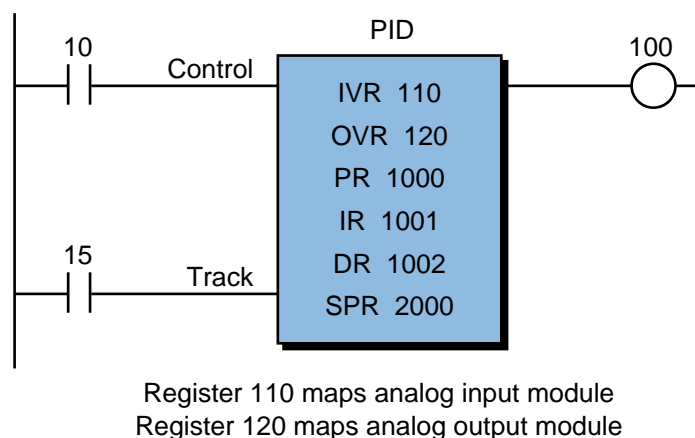 PID
10
Control
100
IVR 110
OVR 120
PR 1000
IR 1001
DR 1002
SPR 2000
15
Track
Register 110 maps analog input module
Register 120 maps analog output module